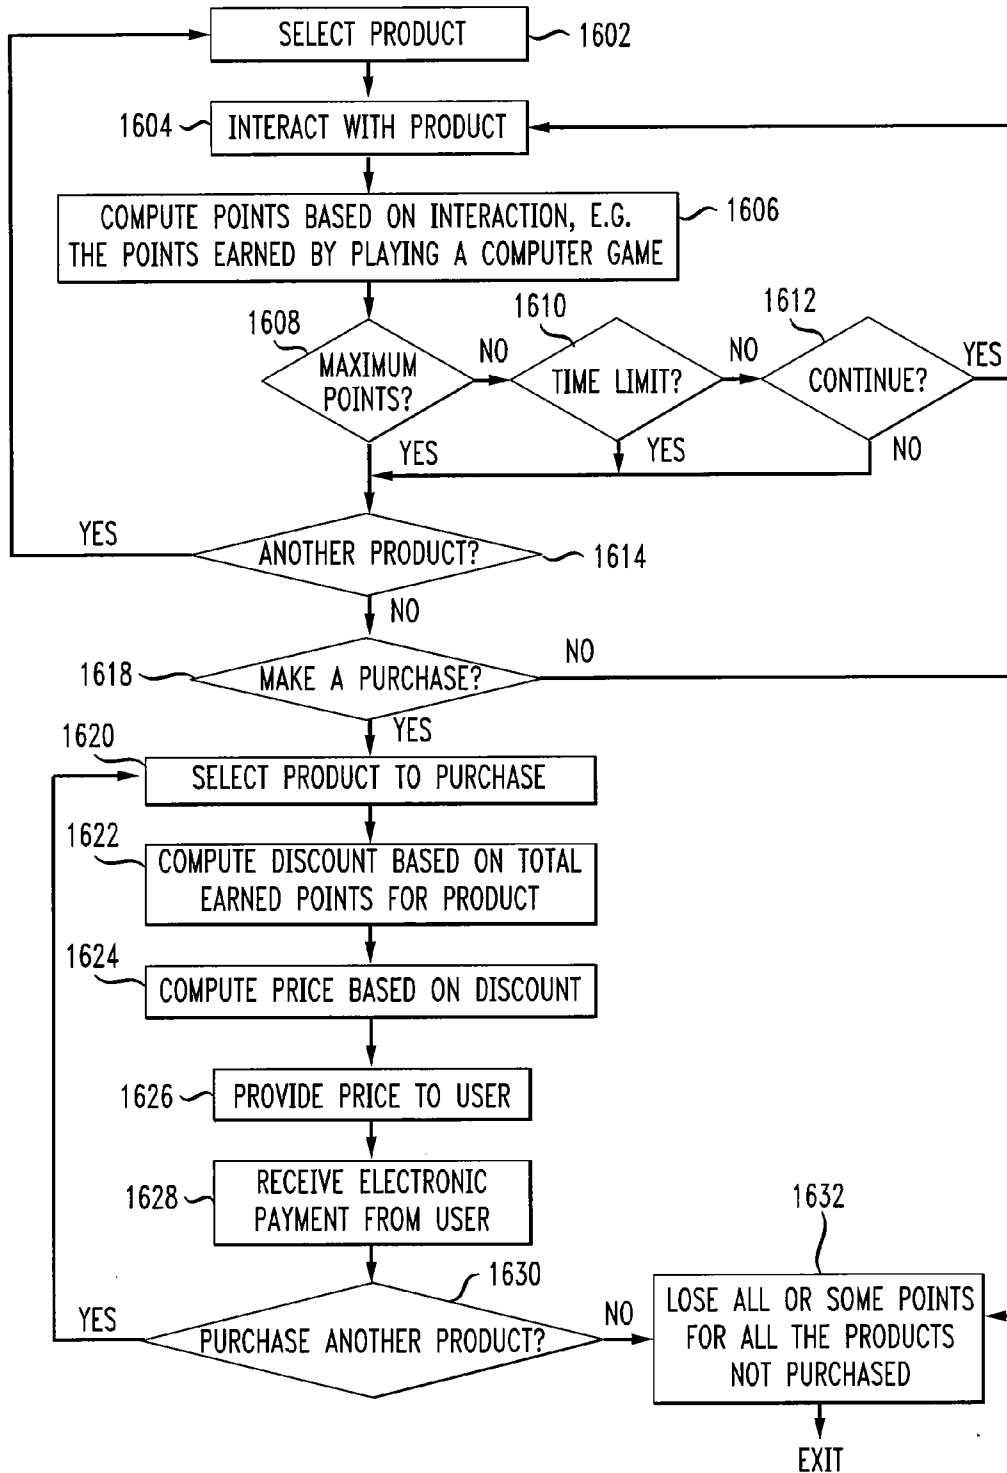 SELECT PRODUCT
1602
1604
INTERACT WITH PRODUCT
COMPUTE POINTS BASED ON INTERACTION, E.G.
THE POINTS EARNED BY PLAYING A COMPUTER GAME
1606
1608
MAXIMUM
POINTS?
NO
YES
1610
TIME LIMIT?
NO
YES
1612
CONTINUE?
YES
NO
YES
ANOTHER PRODUCT?
1614
NO
1618
MAKE A PURCHASE?
NO
YES
1620
SELECT PRODUCT TO PURCHASE
1622
COMPUTE DISCOUNT BASED ON TOTAL
EARNED POINTS FOR PRODUCT
1624
COMPUTE PRICE BASED ON DISCOUNT
1626
PROVIDE PRICE TO USER
1628
RECEIVE ELECTRONIC
PAYMENT FROM USER
1630
YES
PURCHASE ANOTHER PRODUCT?
NO
1632
LOSE ALL OR SOME POINTS
FOR ALL THE PRODUCTS
NOT PURCHASED
EXIT